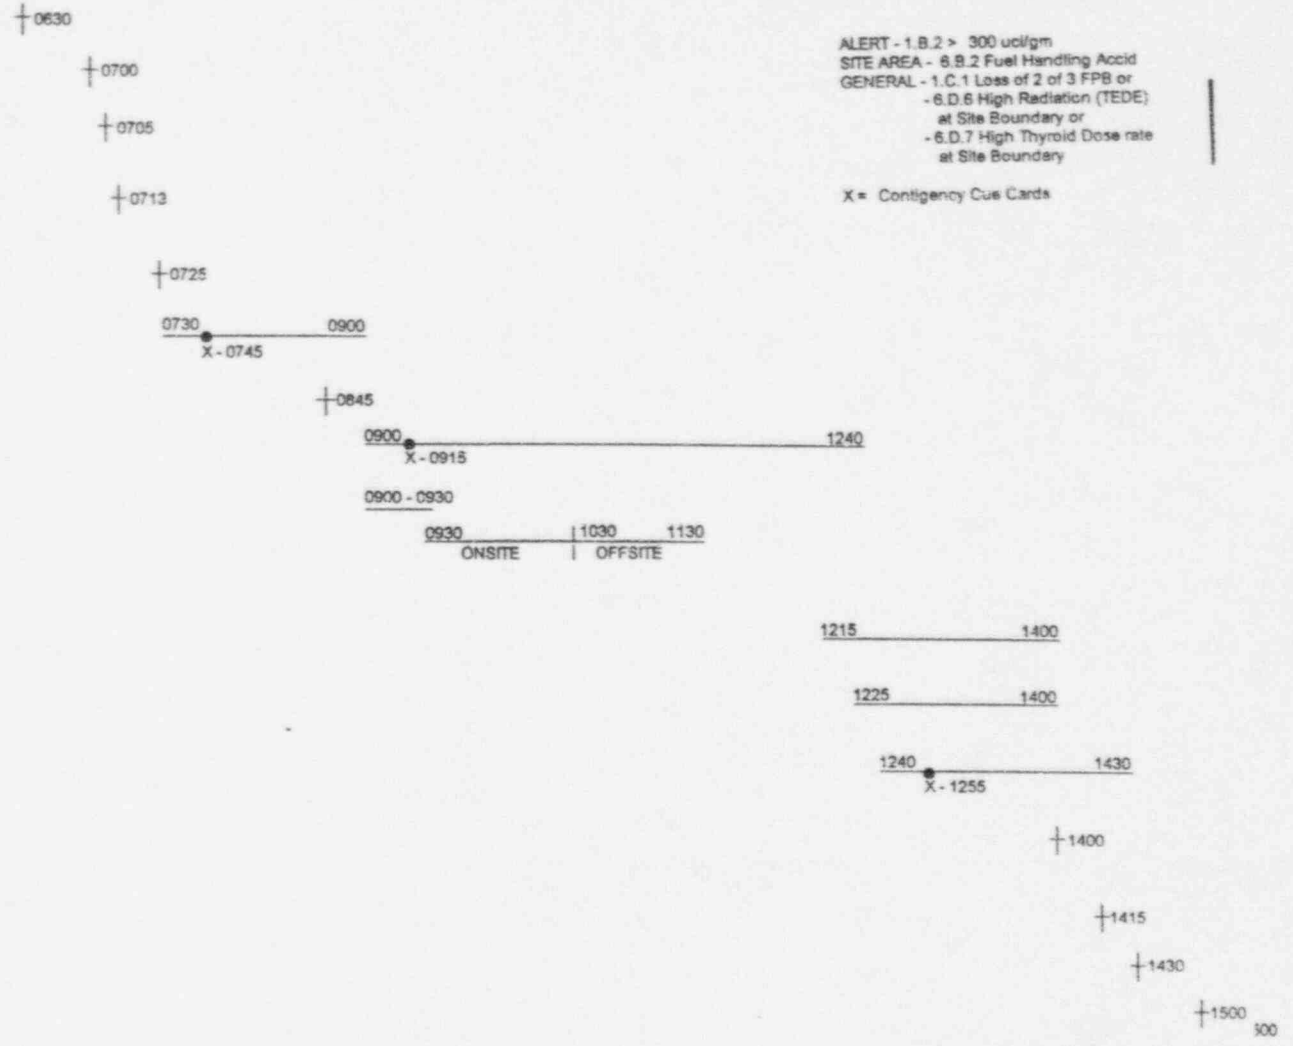 0630
ALERT - 1.B.2 > 300 uci/gm
SITE AREA - 6.B.2 Fuel Handling Accid
0700
GENERAL - 1.C.1 Loss of 2 of 3 FPB or
- 6.D.6 High Radiation (TEDE)
at Site Boundary or
0705
- 6.D.7 High Thyroid Dose rate
at Site Boundary
0713
X = Contigency Cue Cards
0725
0730 0900
X - 0745
0845
0900 1240
X - 0915
0900 - 0930
0930 1030 1130
ONSITE OFFSITE
1215 1400
1225 1400
1240 1430
X - 1255
1400
1415
1430
1500